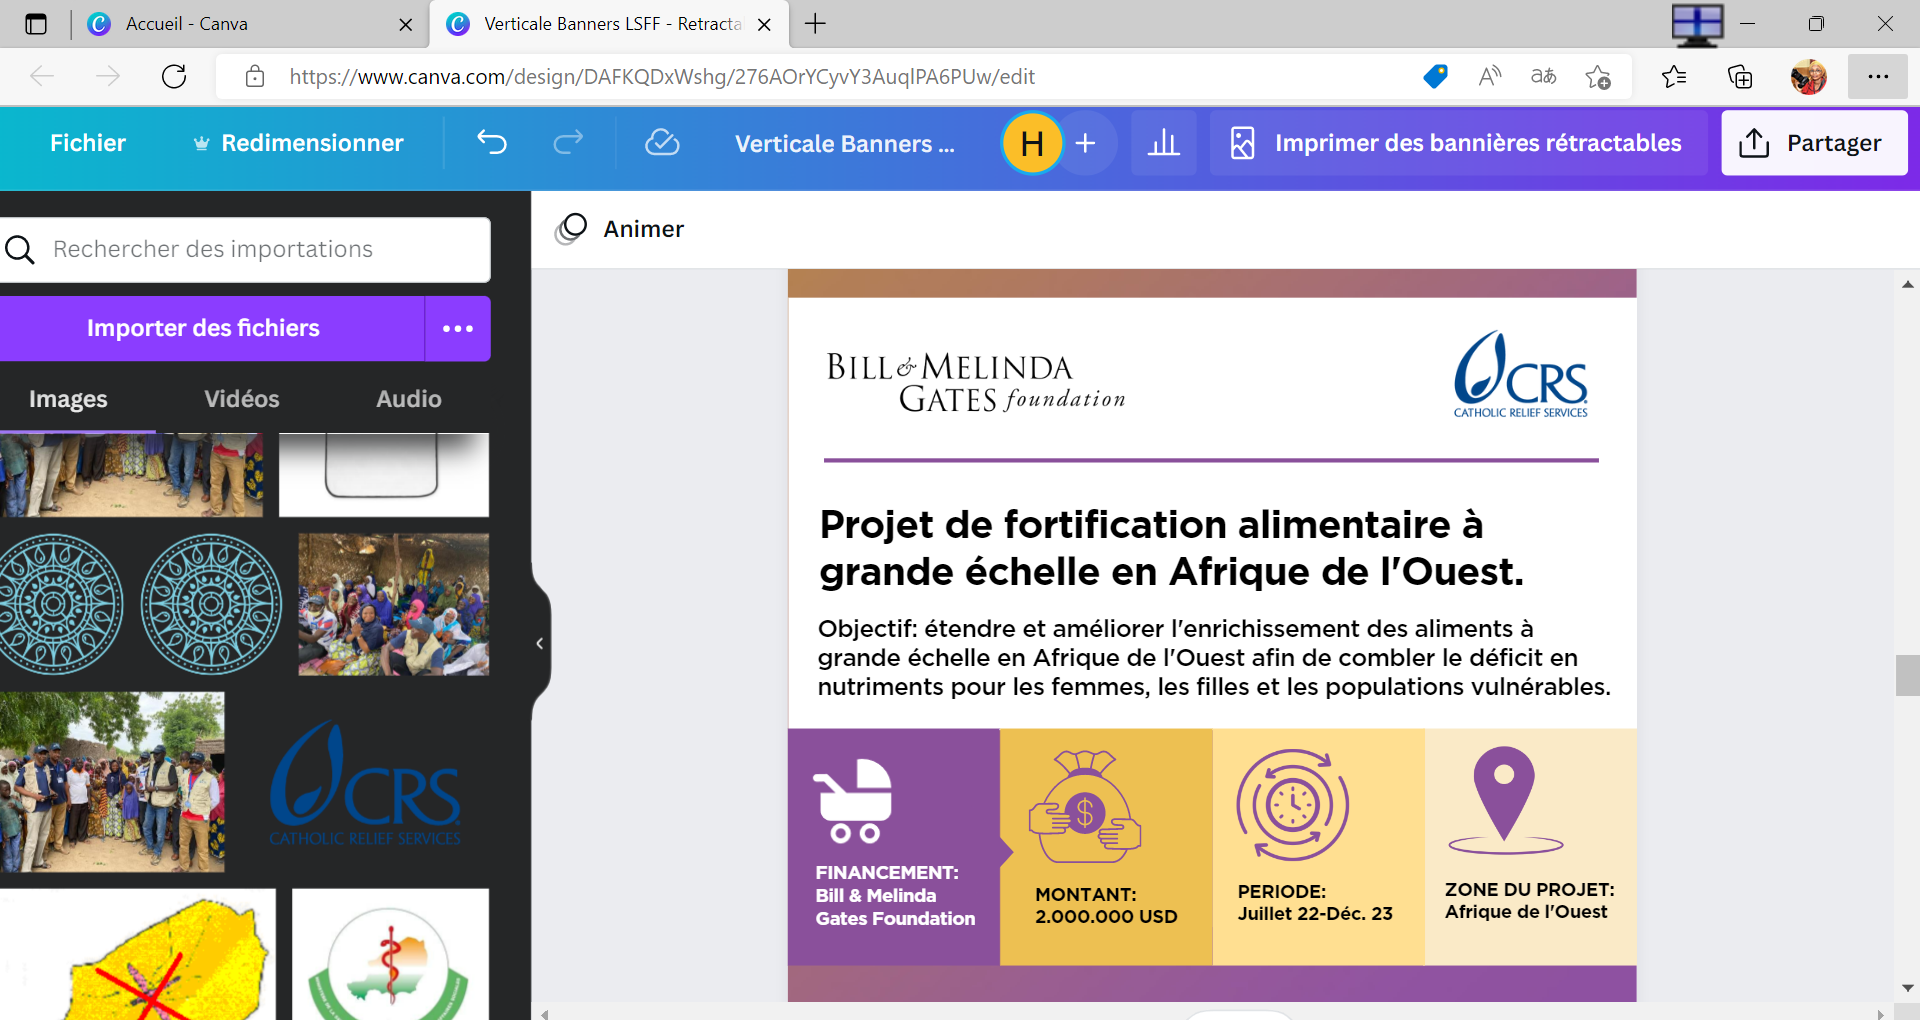 Accueil - Canva
Verticale Banners LSFF - Retracta
https://www.canva.com/design/DAFKQDxWshg/276AOrYCyvY3AuqlPA6PUw/edit
Fichier
Redimensionner
Verticale Banners ...
H
Imprimer des bannières rétractables
Partager
Rechercher des importations
Animer
Importer des fichiers
Images
Vidéos
Audio
BILL & MELINDA
GATES foundation
CRS
CATHOLIC RELIEF SERVICES
Projet de fortification alimentaire à
grande échelle en Afrique de l'Ouest.
Objectif: étendre et améliorer l'enrichissement des aliments à
grande échelle en Afrique de l'Ouest afin de combler le déficit en
nutriments pour les femmes, les filles et les populations vulnérables.
CRS
CATHOLIC RELIEF SERVICES
FINANCEMENT:
Bill & Melinda
Gates Foundation
$
MONTANT:
2.000.000 USD
PERIODE:
Juillet 22-Déc. 23
ZONE DU PROJET:
Afrique de l'Ouest